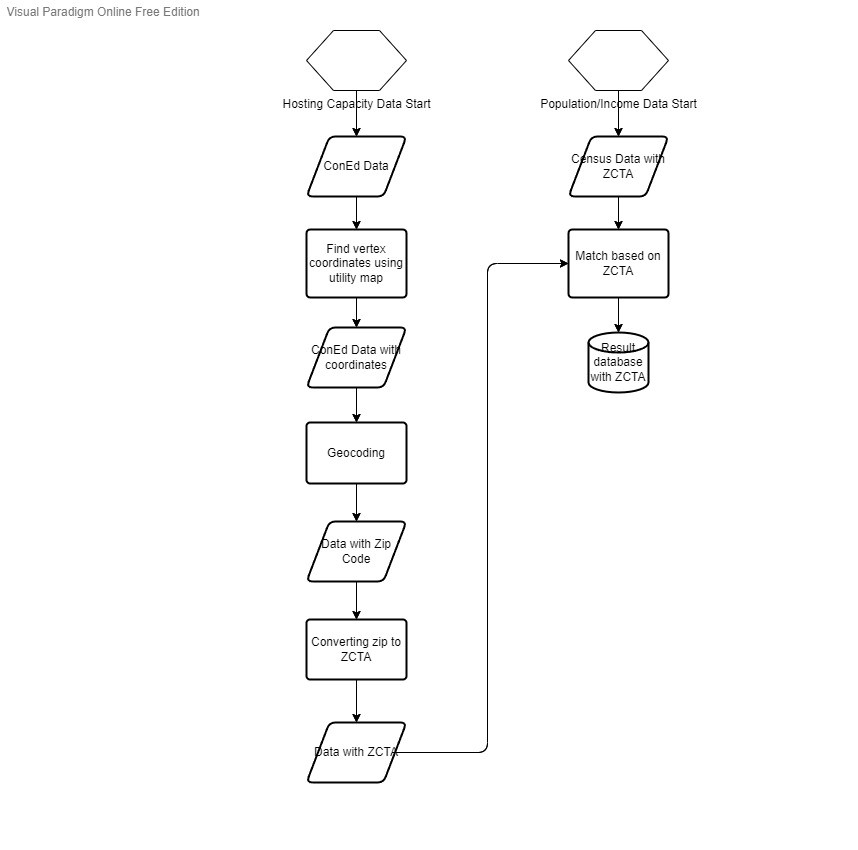 Visual Paradigm Online Free Edition
Hosting Capacity Data Start
ConEd Data
Find vertex
coordinates using
utility map
ConEd Data with
coordinates
Geocoding
Data with Zip
Code
Converting zip to
ZCTA
Data with ZCTA
Population/Income Data Start
Census Data with
ZCTA
Match based on
ZCTA
Result
database
with ZCTA